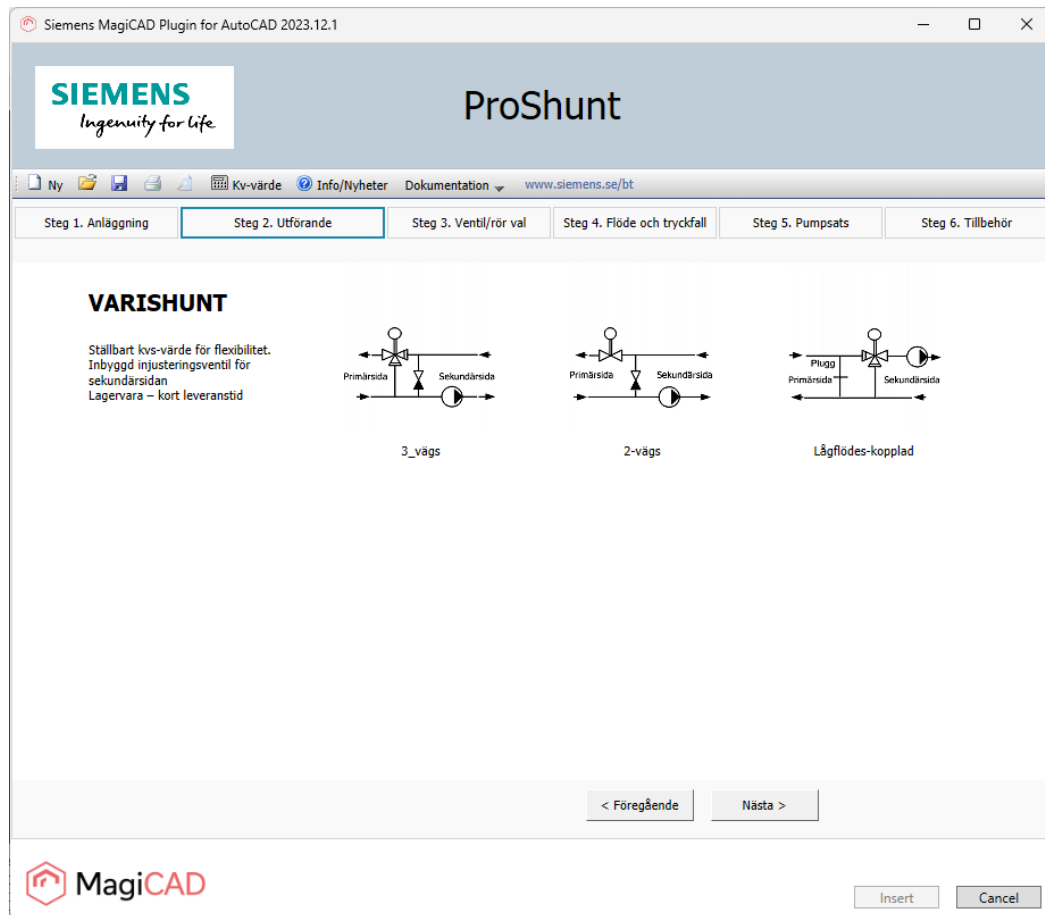 Siemens MagiCAD Plugin for AutoCAD 2023.12.1
SIEMENS
Ingenuity for life
ProShunt
Ny Kv-värde Info/Nyheter Dokumentation www.siemens.se/bt
Steg 1. Anläggning Steg 2. Utförande Steg 3. Ventil/rör val Steg 4. Flöde och tryckfall Steg 5. Pumpsats Steg 6. Tillbehör
VARISHUNT
Ställbart kvs-värde för flexibilitet.
Inbyggd injusteringsventil för
sekundärsidan
Lagervara – kort leveranstid
Primärsida Sekundärsida
3_vägs
Primärsida Sekundärsida
2-vägs
Plugg
Primärsida Sekundärsida
Lågflödes-kopplad
< Föregående Nästa >
MagiCAD
Insert Cancel